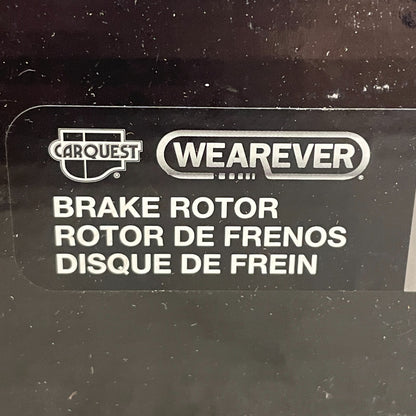 CARQUEST® WEAREVER®
BRAKE ROTOR
ROTOR DE FRENOS
DISQUE DE FREIN